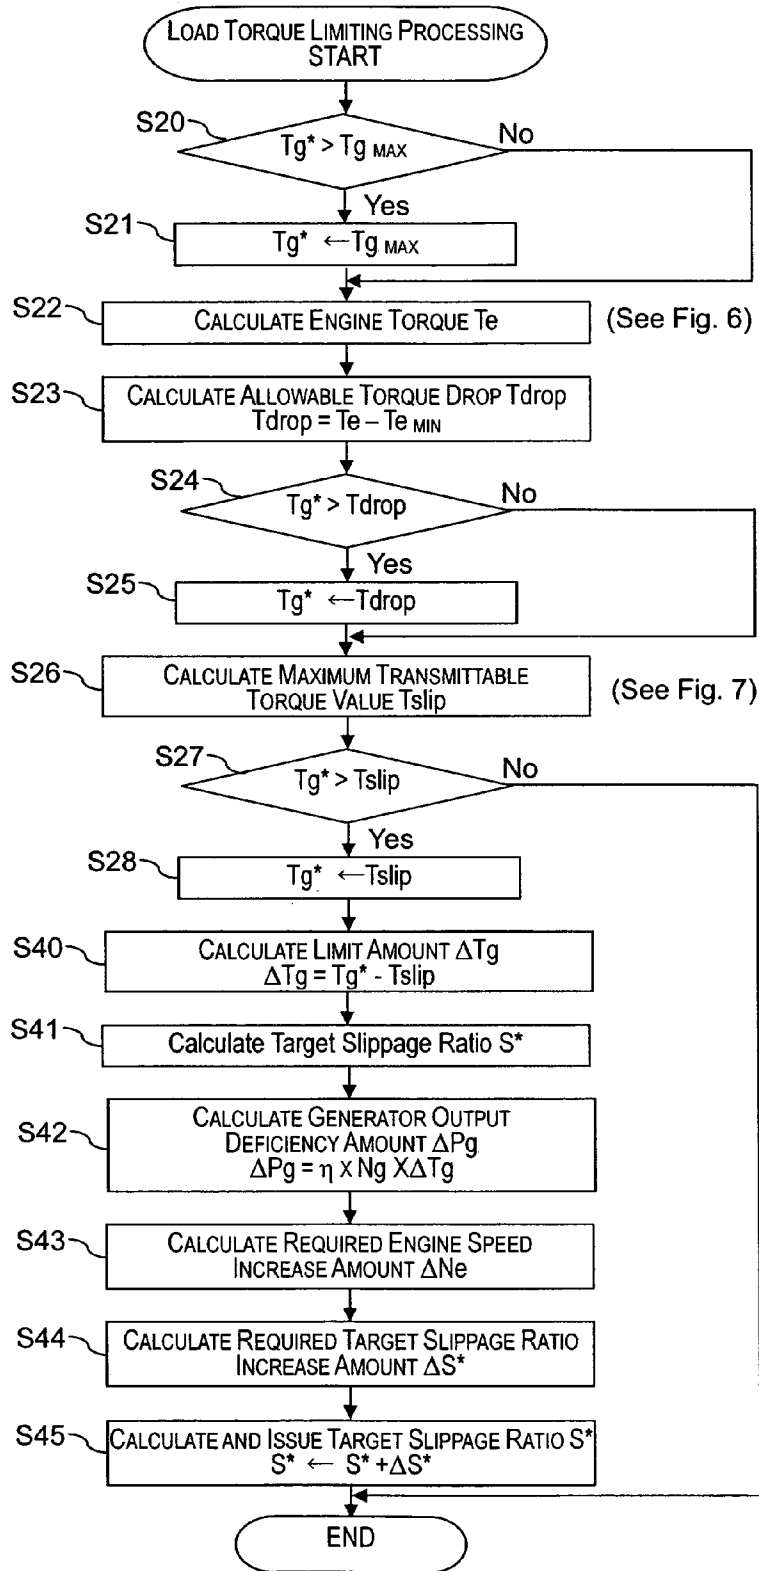 LOAD TORQUE LIMITING PROCESSING
START
S20
Tg* > Tg MAX
No
Yes
S21
Tg* ←Tg MAX
S22
CALCULATE ENGINE TORQUE Te
(See Fig. 6)
S23
CALCULATE ALLOWABLE TORQUE DROP Tdrop
Tdrop = Te – Te MIN
S24
Tg* > Tdrop
No
Yes
S25
Tg* ←Tdrop
S26
CALCULATE MAXIMUM TRANSMITTABLE
TORQUE VALUE Tslip
(See Fig. 7)
S27
Tg* > Tslip
No
Yes
S28
Tg* ←Tslip
S40
CALCULATE LIMIT AMOUNT ΔTg
ΔTg = Tg* - Tslip
S41
Calculate Target Slippage Ratio S*
S42
CALCULATE GENERATOR OUTPUT
DEFICIENCY AMOUNT ΔPg
ΔPg = η X Ng XΔTg
S43
CALCULATE REQUIRED ENGINE SPEED
INCREASE AMOUNT ΔNe
S44
CALCULATE REQUIRED TARGET SLIPPAGE RATIO
INCREASE AMOUNT ΔS*
S45
CALCULATE AND ISSUE TARGET SLIPPAGE RATIO S*
S* ← S* +ΔS*
END